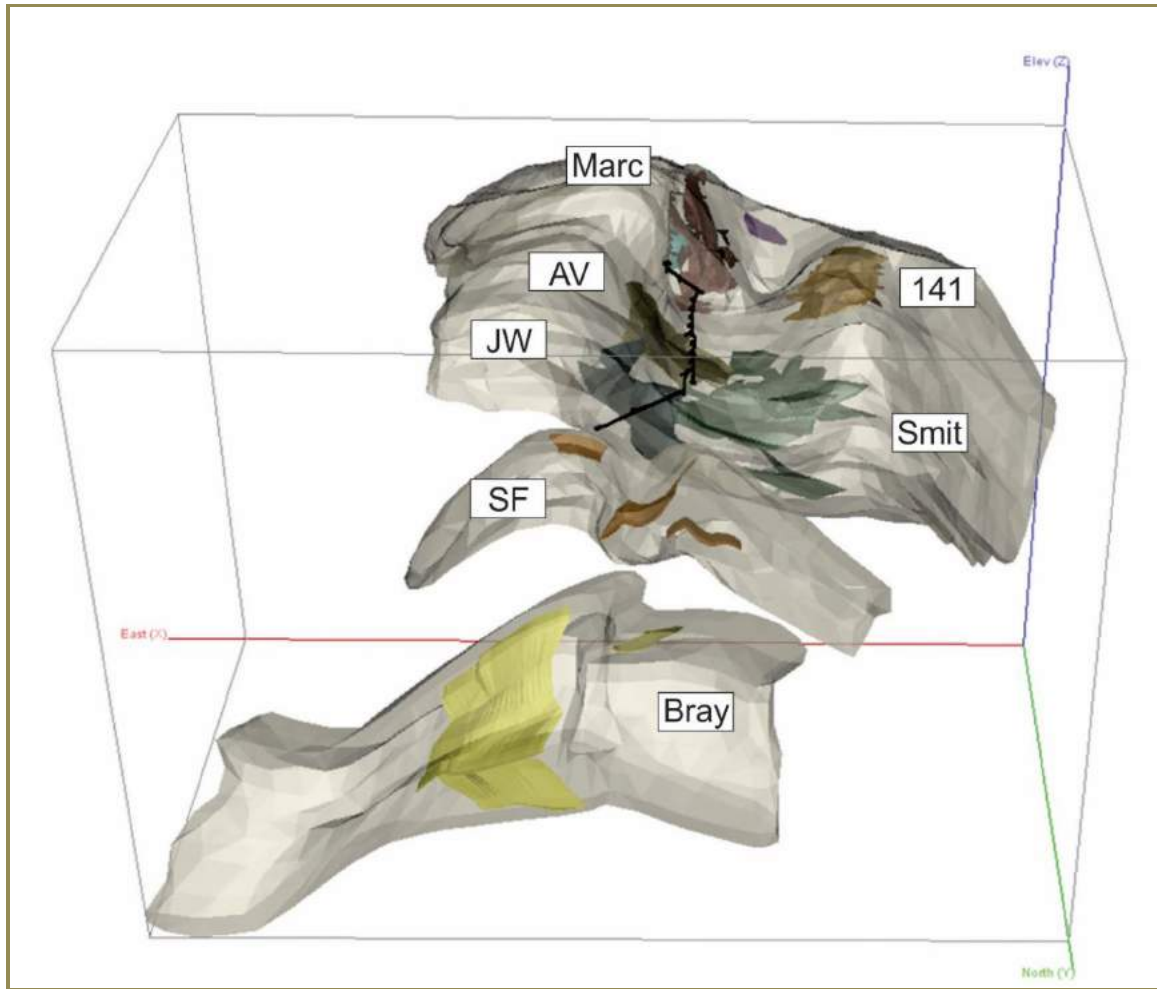 Elev (Z)
Marc
AV
141
JW
Smit
SF
East (X)
Bray
North (Y)